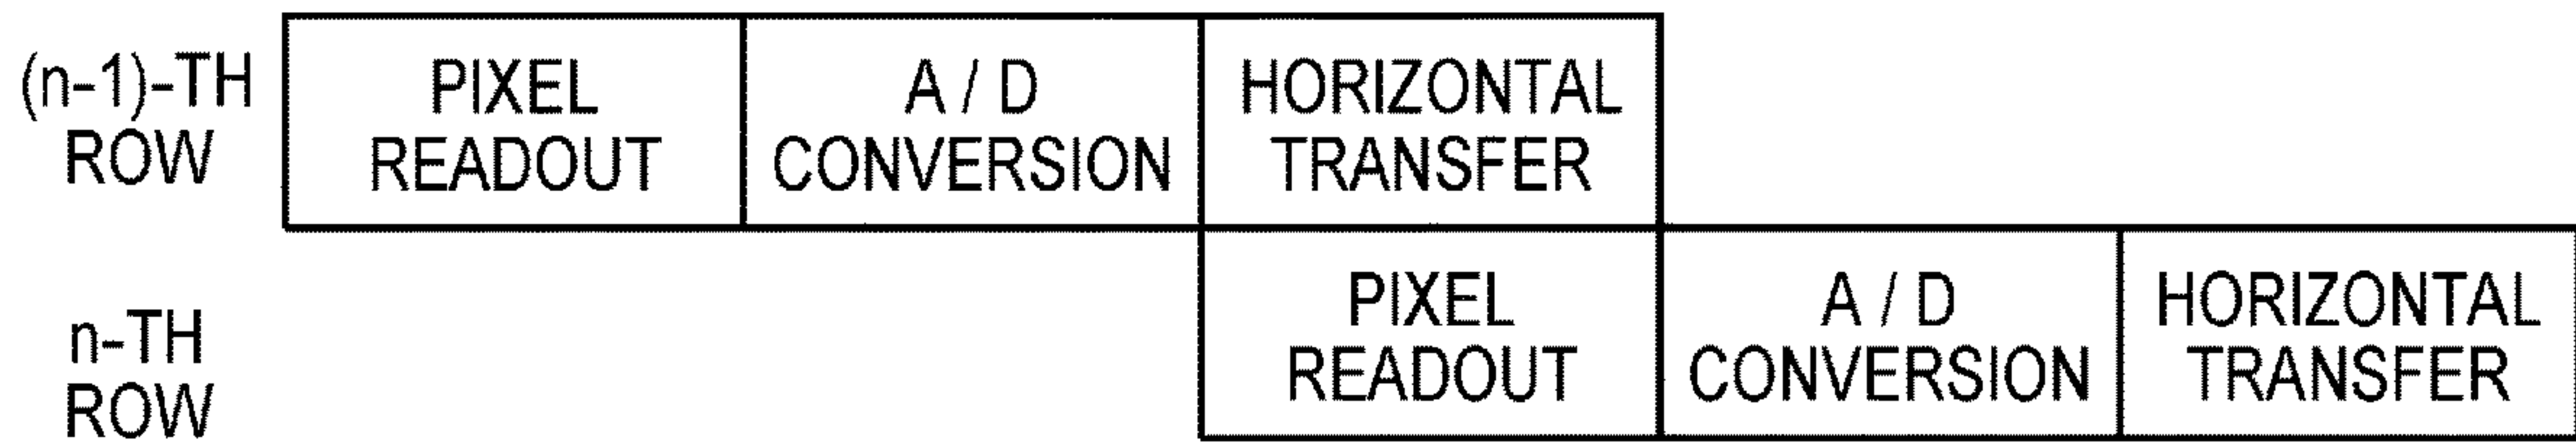 (n-1)-TH
ROW
PIXEL
READOUT
A / D
CONVERSION
HORIZONTAL
TRANSFER
n-TH
ROW
PIXEL
READOUT
A / D
CONVERSION
HORIZONTAL
TRANSFER